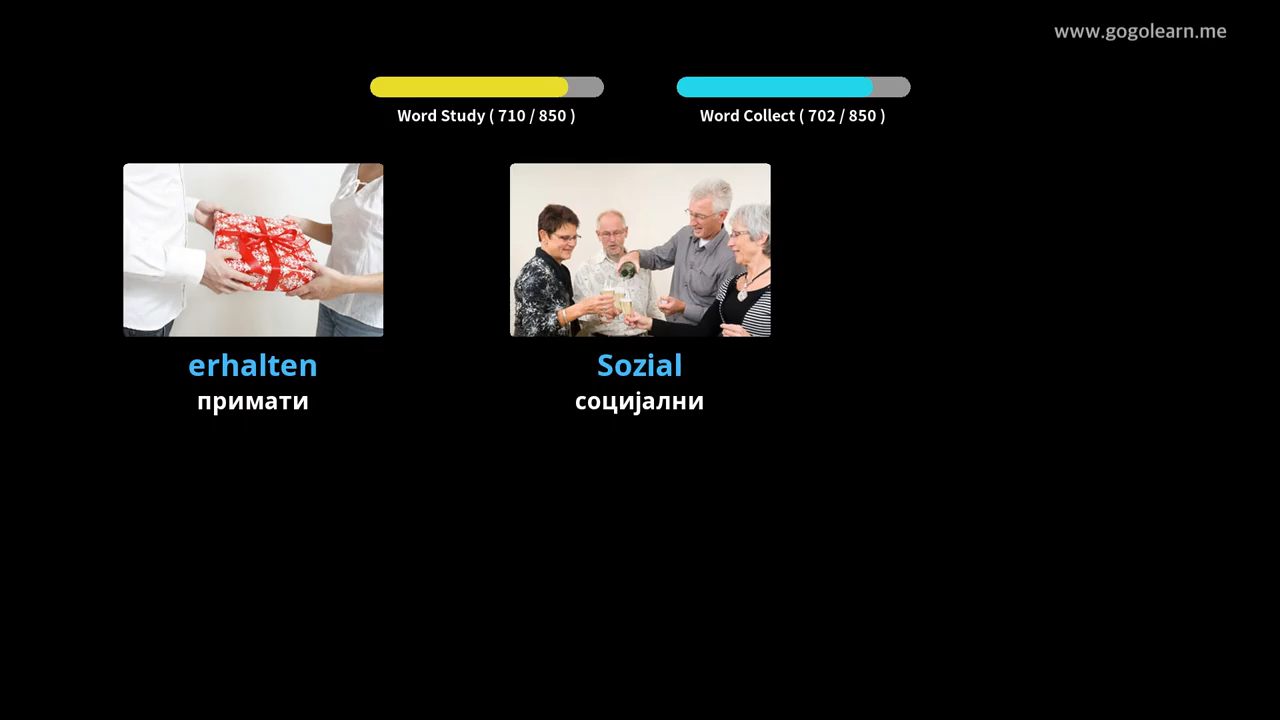 www.gogolearn.me
Word Study ( 710 / 850 )
Word Collect ( 702 / 850 )
erhalten
примати
Sozial
социјални